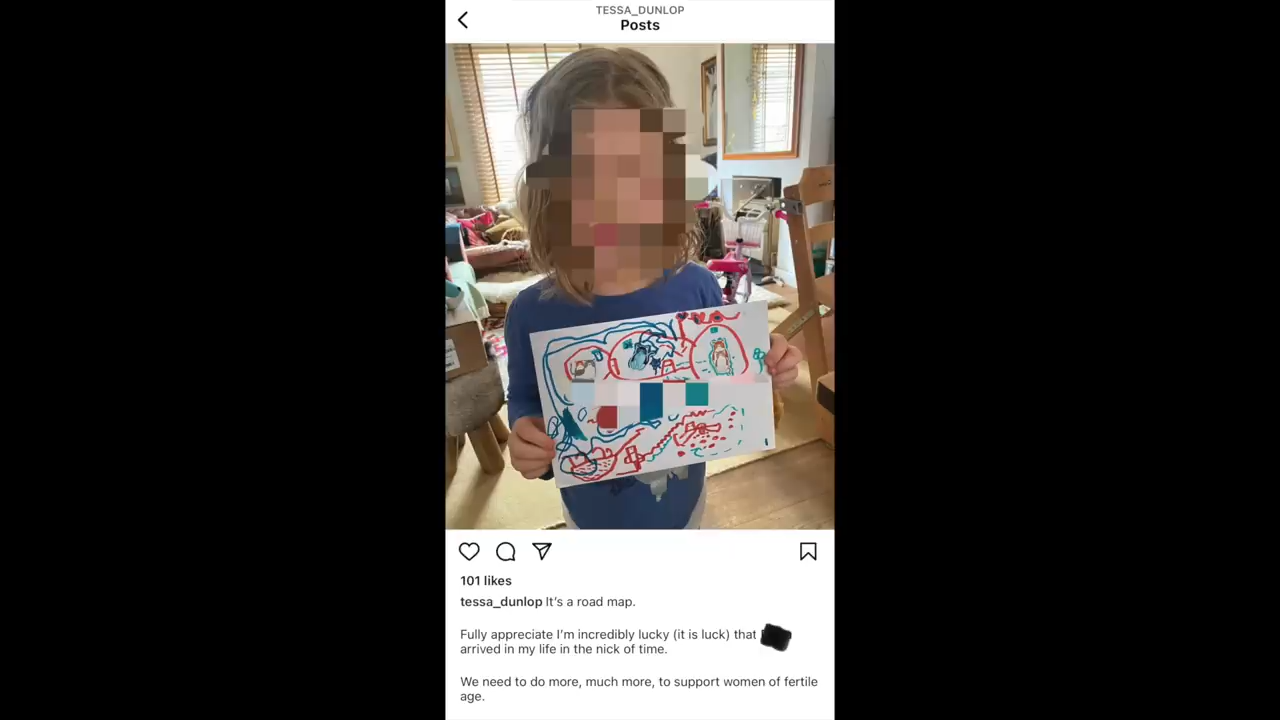 TESSA_DUNLOP
Posts
101 likes
tessa_dunlop It's a road map.
Fully appreciate I'm incredibly lucky (it is luck) that
arrived in my life in the nick of time.
We need to do more, much more, to support women of fertile
age.